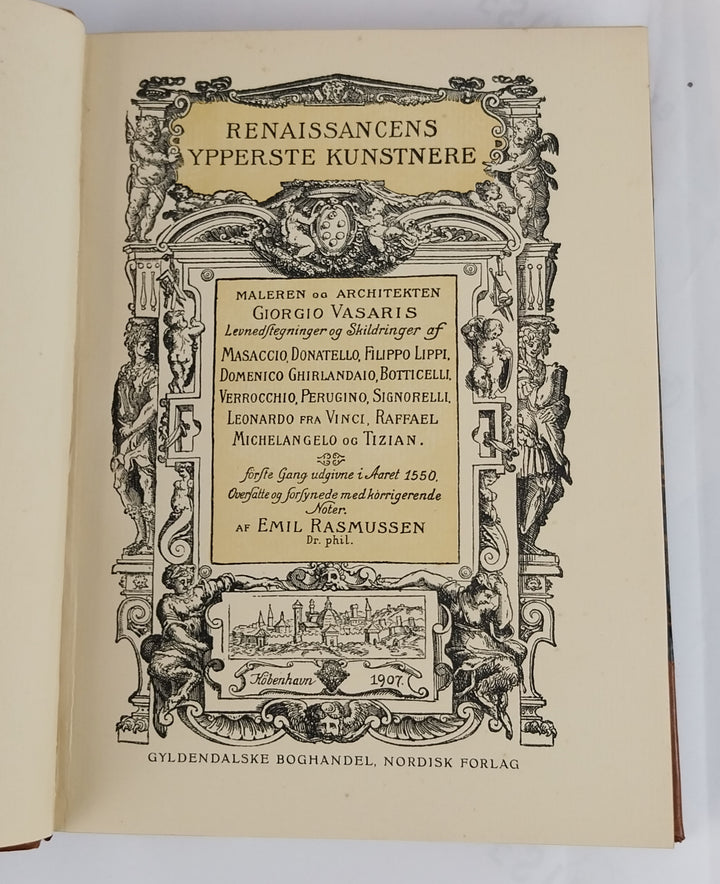 RENAISSANCENS
YPPERSTE KUNSTNERE
MALEREN OG ARCHITEKTEN
GIORGIO VASARIS
Levnedstegninger og Skildringer af
MASACCIO, DONATELLO, FILIPPO LIPPI,
DOMENICO GHIRLANDAIO, BOTTICELLI,
VERROCCHIO, PERUGINO, SIGNORELLI,
LEONARDO FRA VINCI, RAFFAEL
MICHELANGELO OG TIZIAN.
første Gang udgivne i Aaret 1550.
Oversatte og forsynede med korrigerende
Noter.
AF EMIL RASMUSSEN
Dr. phil.
København 1907.
GYLDENDALSKE BOGHANDEL, NORDISK FORLAG